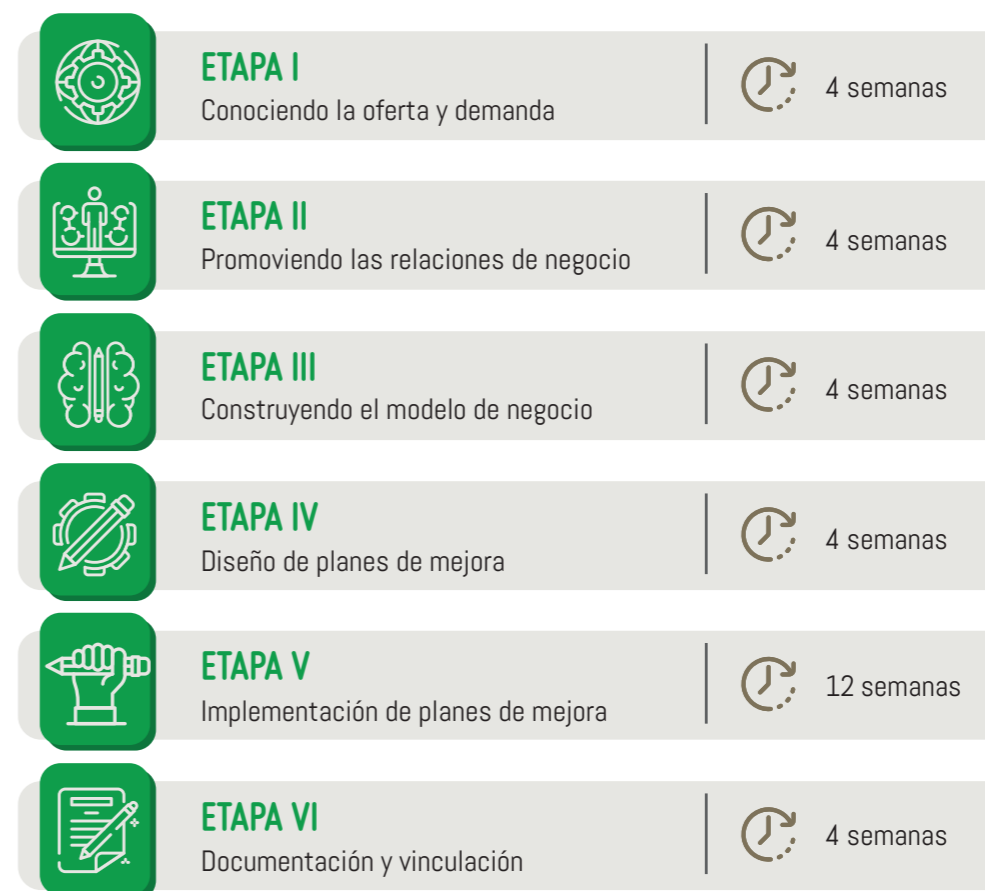 ETAPA I
Conociendo la oferta y demanda
4 semanas
ETAPA II
Promoviendo las relaciones de negocio
4 semanas
ETAPA III
Construyendo el modelo de negocio
4 semanas
ETAPA IV
Diseño de planes de mejora
4 semanas
ETAPA V
Implementación de planes de mejora
12 semanas
ETAPA VI
Documentación y vinculación
4 semanas